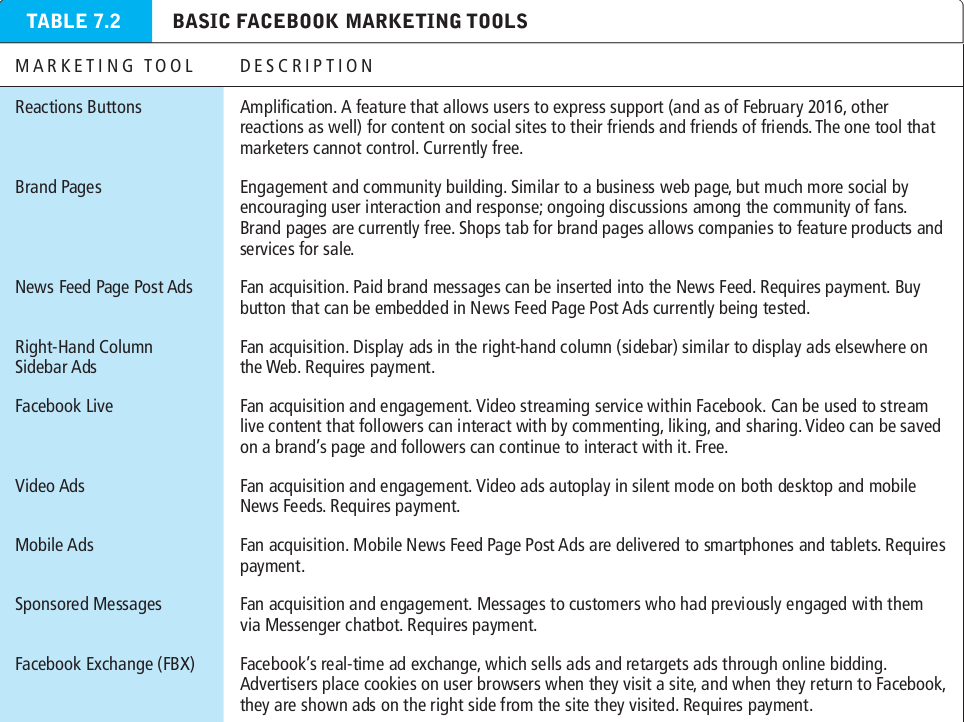 TABLE 7.2 BASIC FACEBOOK MARKETING TOOLS
MARKETING TOOL DESCRIPTION
Reactions Buttons Amplification. A feature that allows users to express support (and as of February 2016, other
reactions as well) for content on social sites to their friends and friends of friends. The one tool that
marketers cannot control. Currently free.
Brand Pages Engagement and community building. Similar to a business web page, but much more social by
encouraging user interaction and response; ongoing discussions among the community of fans.
Brand pages are currently free. Shops tab for brand pages allows companies to feature products and
services for sale.
News Feed Page Post Ads Fan acquisition. Paid brand messages can be inserted into the News Feed. Requires payment. Buy
button that can be embedded in News Feed Page Post Ads currently being tested.
Right-Hand Column Fan acquisition. Display ads in the right-hand column (sidebar) similar to display ads elsewhere on
Sidebar Ads the Web. Requires payment.
Facebook Live Fan acquisition and engagement. Video streaming service within Facebook. Can be used to stream
live content that followers can interact with by commenting, liking, and sharing. Video can be saved
on a brand's page and followers can continue to interact with it. Free.
Video Ads Fan acquisition and engagement. Video ads autoplay in silent mode on both desktop and mobile
News Feeds. Requires payment.
Mobile Ads Fan acquisition. Mobile News Feed Page Post Ads are delivered to smartphones and tablets. Requires
payment.
Sponsored Messages Fan acquisition and engagement. Messages to customers who had previously engaged with them
via Messenger chatbot. Requires payment.
Facebook Exchange (FBX) Facebook's real-time ad exchange, which sells ads and retargets ads through online bidding.
Advertisers place cookies on user browsers when they visit a site, and when they return to Facebook,
they are shown ads on the right side from the site they visited. Requires payment.